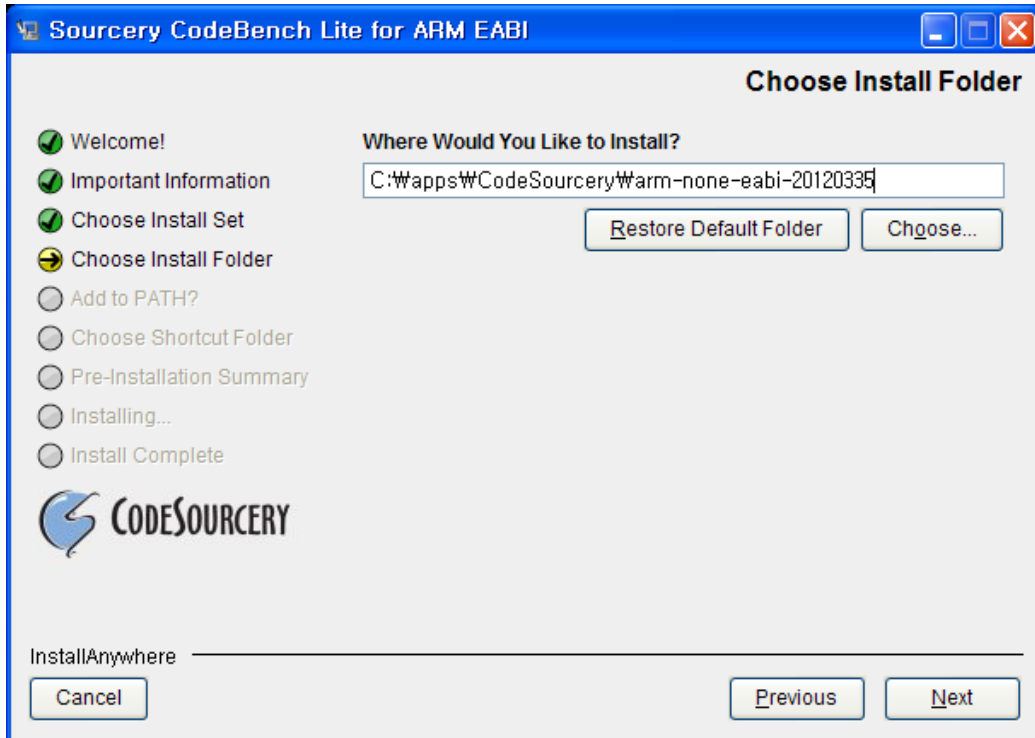 Sourcery CodeBench Lite for ARM EABI
Choose Install Folder
Welcome!
Important Information
Choose Install Set
Choose Install Folder
Add to PATH?
Choose Shortcut Folder
Pre-Installation Summary
Installing...
Install Complete
CODESOURCERY
Where Would You Like to Install?
C:₩apps₩CodeSourcery₩arm-none-eabi-20120335
Restore Default Folder
Choose...
InstallAnywhere
Cancel
Previous
Next